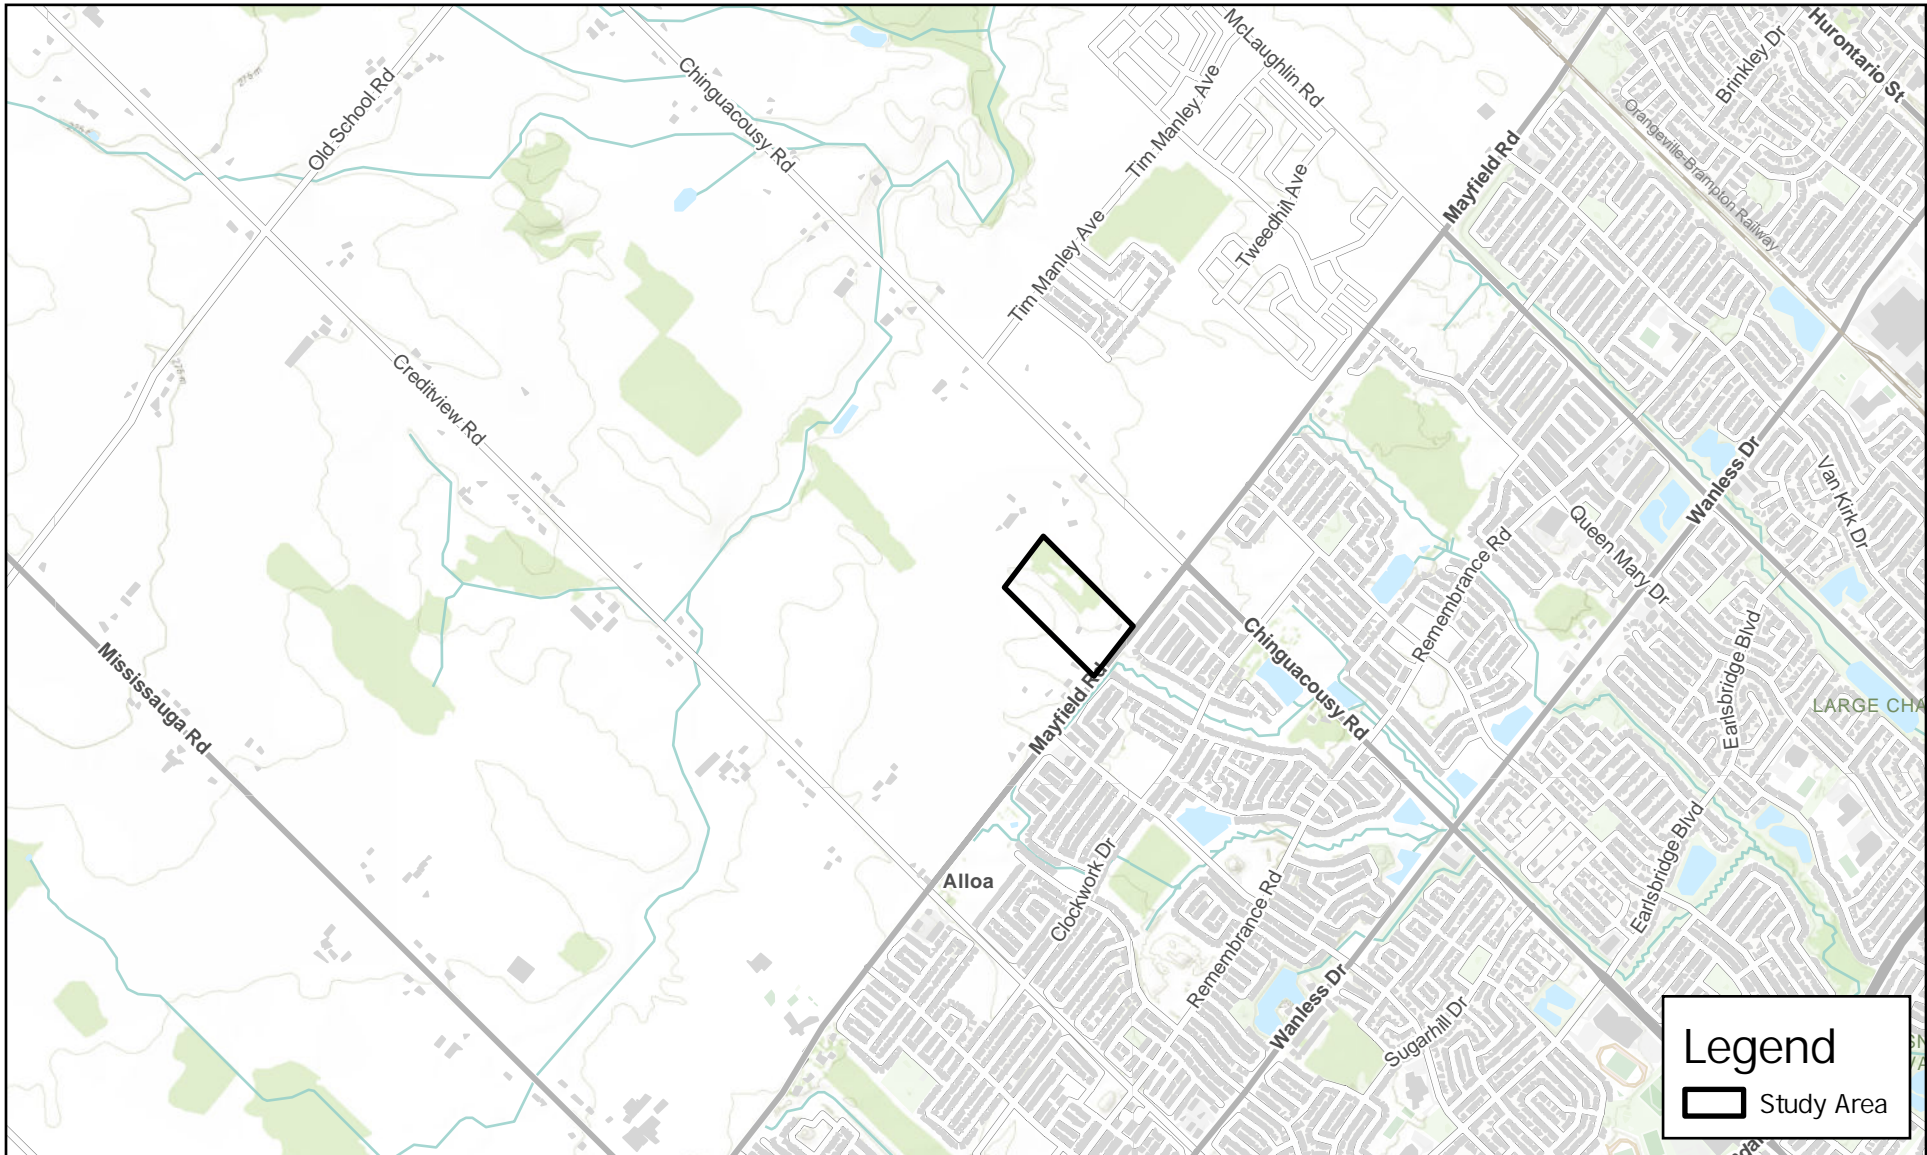 McLaughlin Rd
Hurontario St
Brinkley Dr
Old School Rd
Chinguacousy Rd
Tim Manley Ave
Mayfield Rd
Orangeville-Brampton Railway
Tweedhill Ave
Tim Manley Ave
275 m
Creditview Rd
Wanless Dr
Van Kirk Dr
Queen Mary Dr
Remembrance Rd
Chinguacousy Rd
Earlsbridge Blvd
Mississauga Rd
Mayfield Rd
LARGE CHA
Earlsbridge Blvd
Alloa
Clockwork Dr
Remembrance Rd
Wanless Dr
Sugarhill Dr
Legend
Study Area